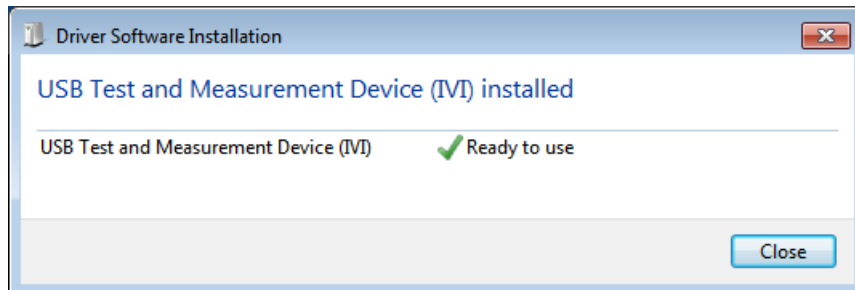 Driver Software Installation
USB Test and Measurement Device (IVI) installed
USB Test and Measurement Device (IVI) Ready to use
Close